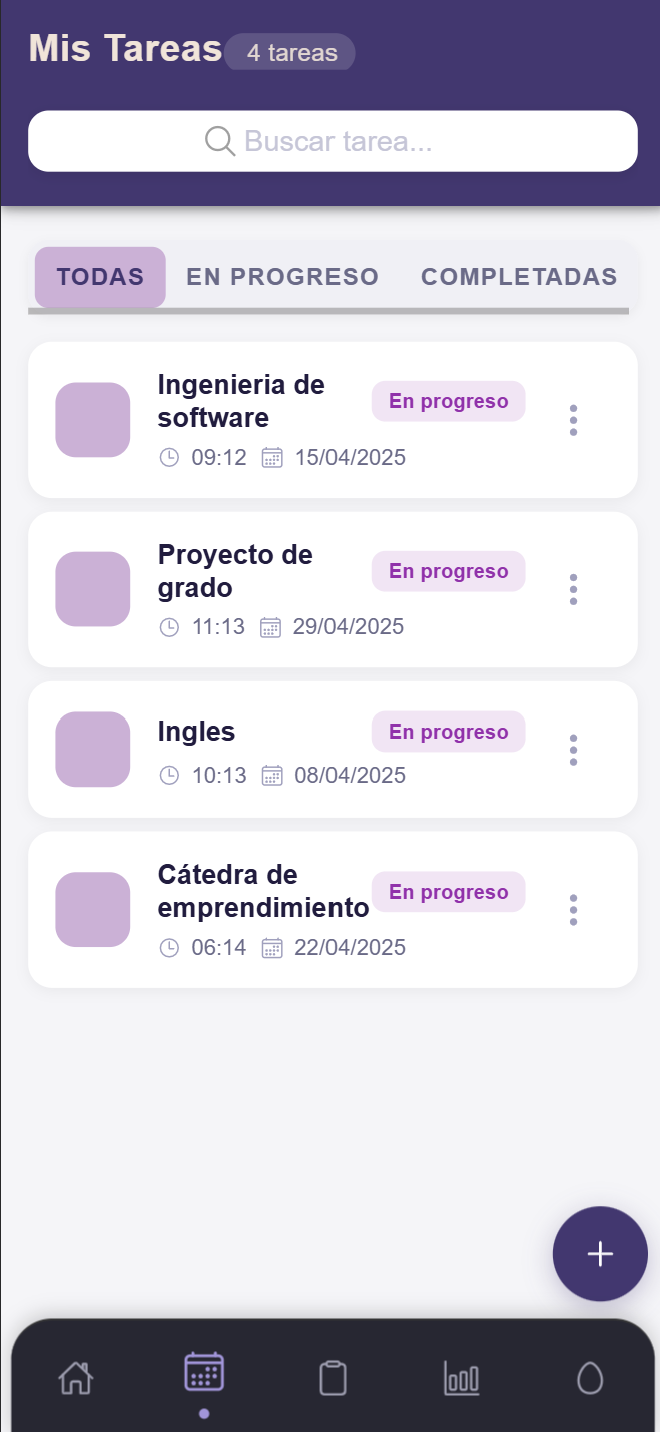 Mis Tareas 4 tareas
Buscar tarea...
TODAS EN PROGRESO COMPLETADAS
Ingenieria de
software
En progreso
09:12 15/04/2025
Proyecto de
grado
En progreso
11:13 29/04/2025
Ingles
En progreso
10:13 08/04/2025
Cátedra de
emprendimiento
En progreso
06:14 22/04/2025